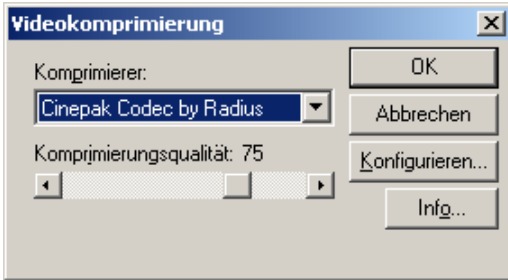 Videokomprimierung
Komprimierer:
Cinepak Codec by Radius
Komprimierungsqualität: 75
OK
Abbrechen
Konfigurieren...
Info...